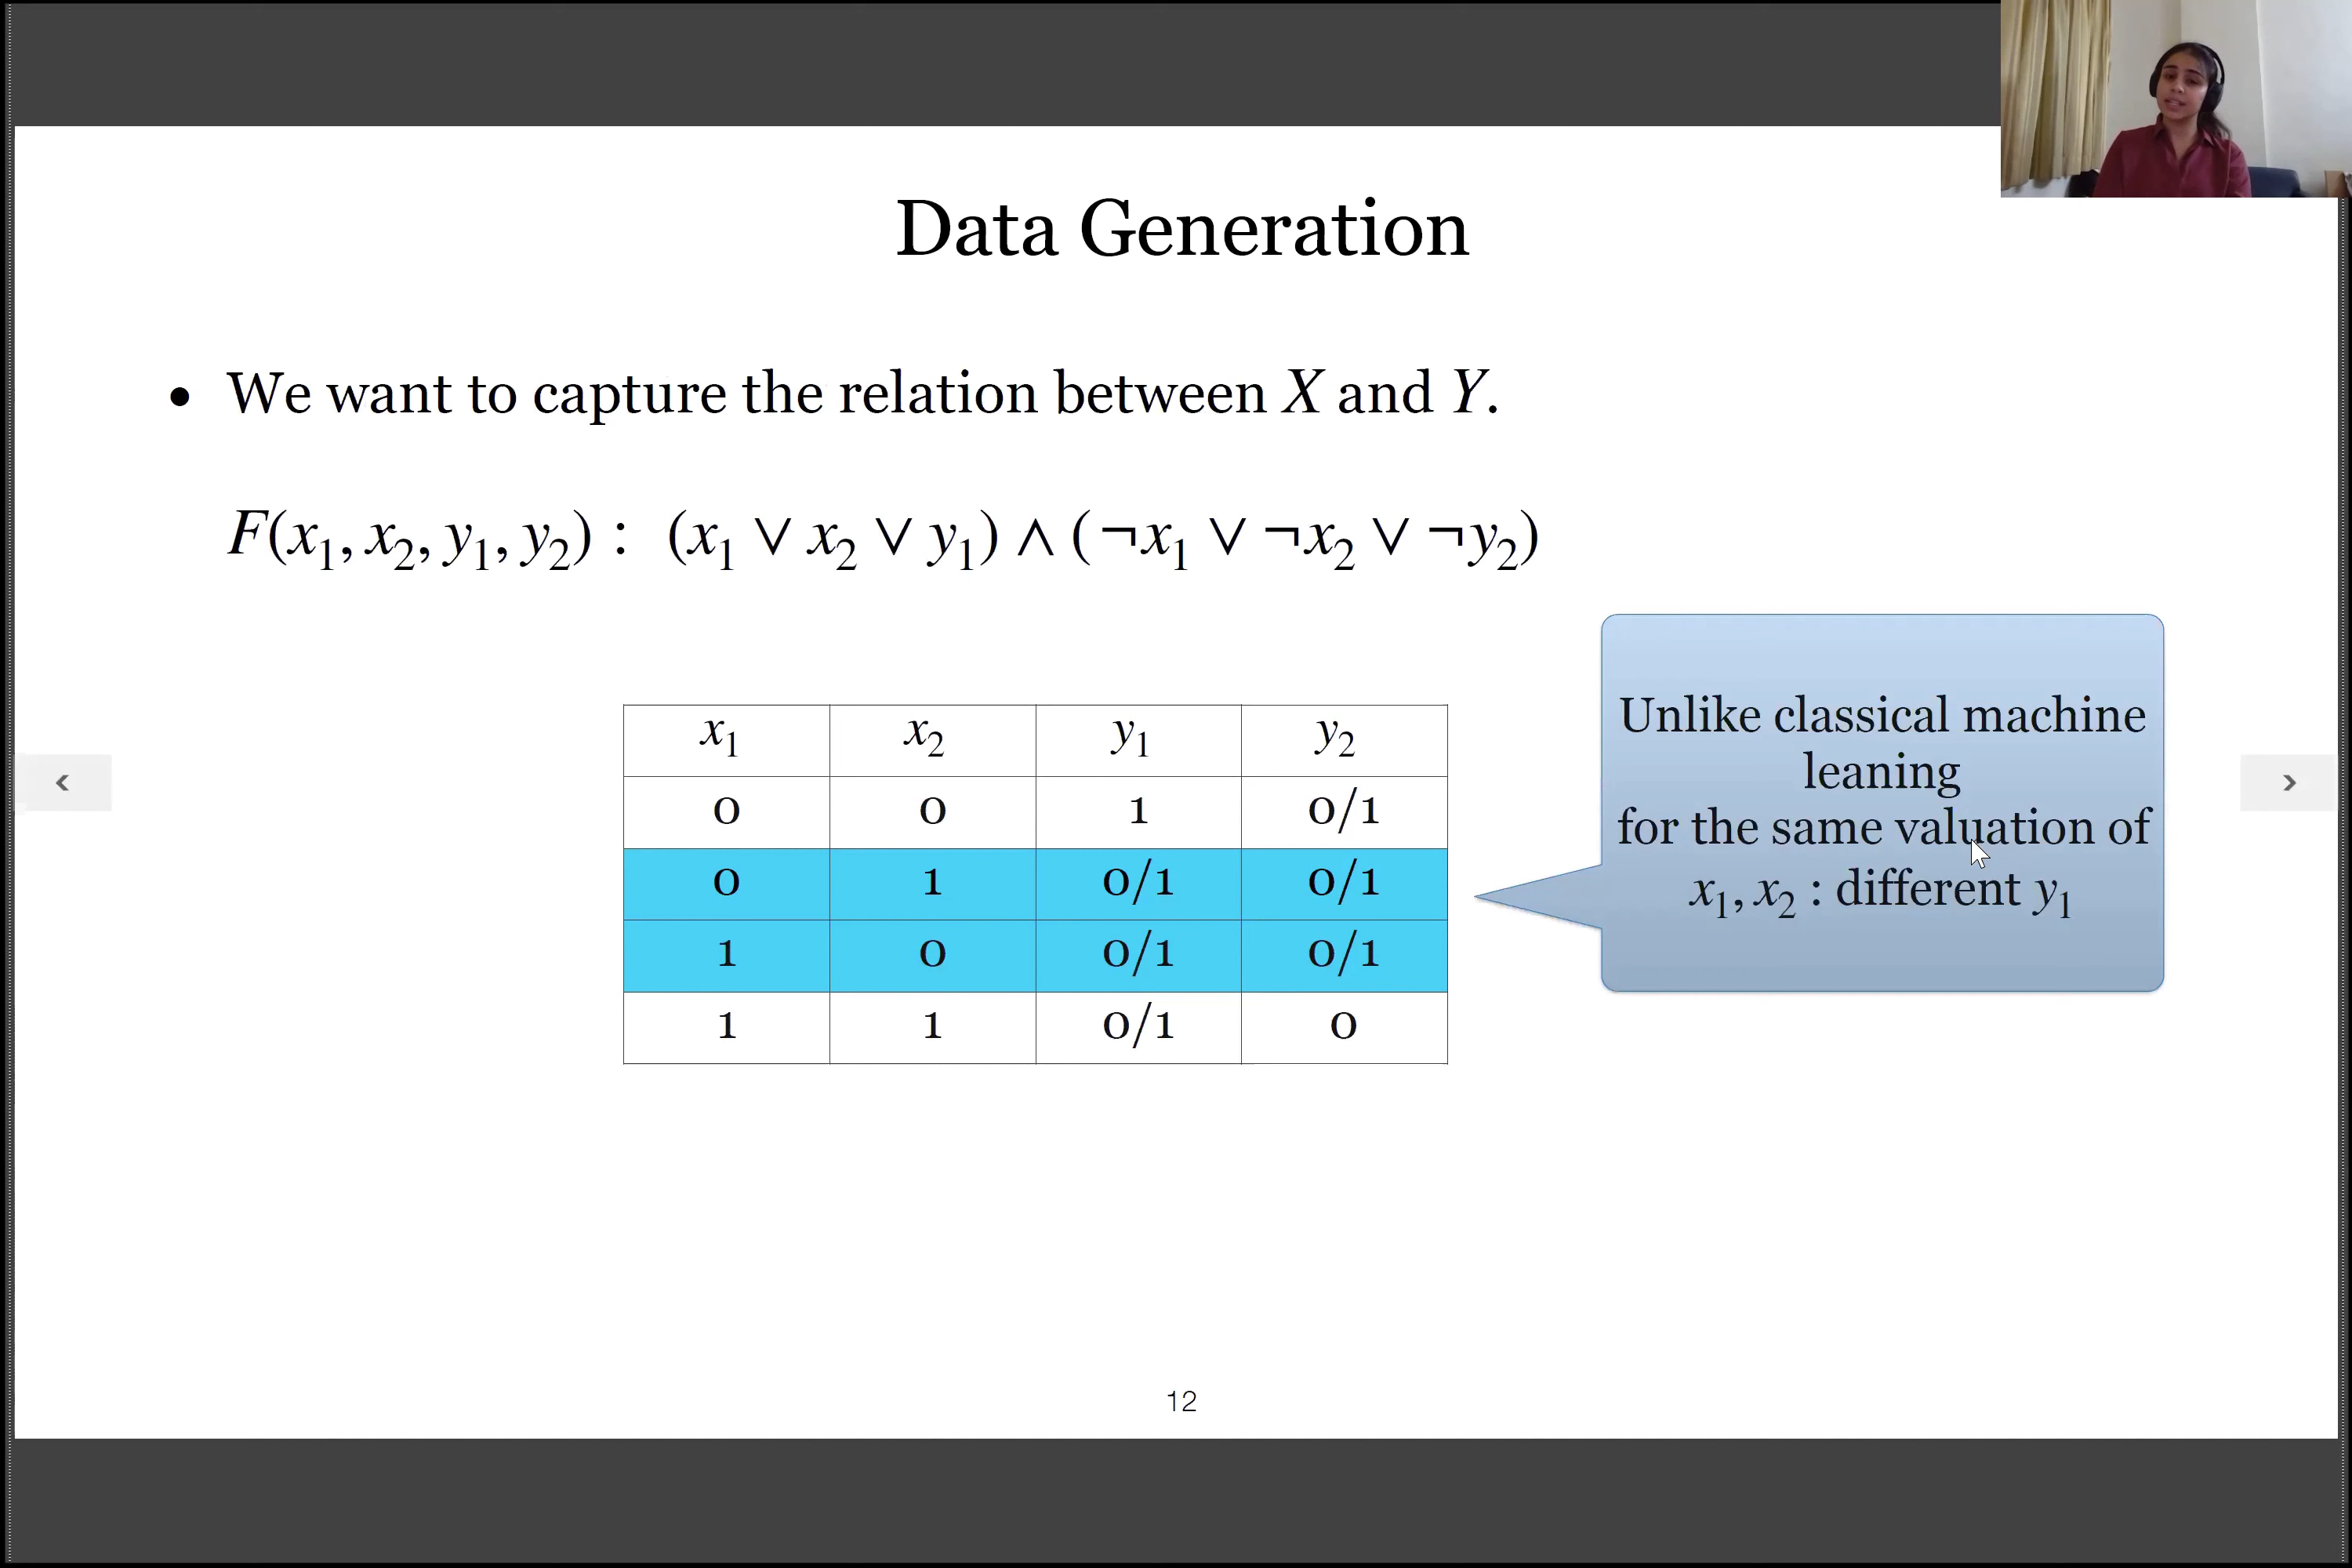 Data Generation
• We want to capture the relation between X and Y.
F(x₁, x₂, y₁, y₂) : (x₁ ∨ x₂ ∨ y₁) ∧ (¬x₁ ∨ ¬x₂ ∨ ¬y₂)
x₁ x₂ y₁ y₂
0 0 1 0/1
0 1 0/1 0/1
1 0 0/1 0/1
1 1 0/1 0
Unlike classical machine
leaning
for the same valuation of
x₁, x₂ : different y₁
12